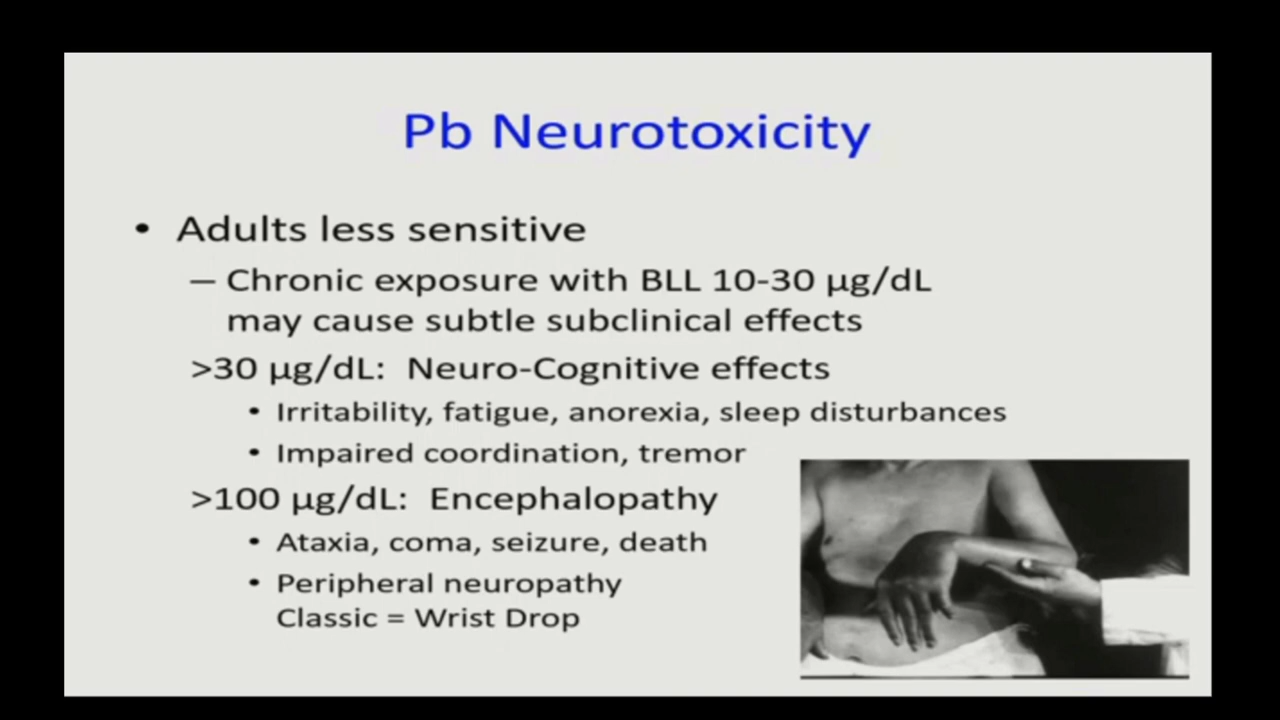 Pb Neurotoxicity
• Adults less sensitive
– Chronic exposure with BLL 10-30 µg/dL
may cause subtle subclinical effects
>30 µg/dL: Neuro-Cognitive effects
• Irritability, fatigue, anorexia, sleep disturbances
• Impaired coordination, tremor
>100 µg/dL: Encephalopathy
• Ataxia, coma, seizure, death
• Peripheral neuropathy
Classic = Wrist Drop